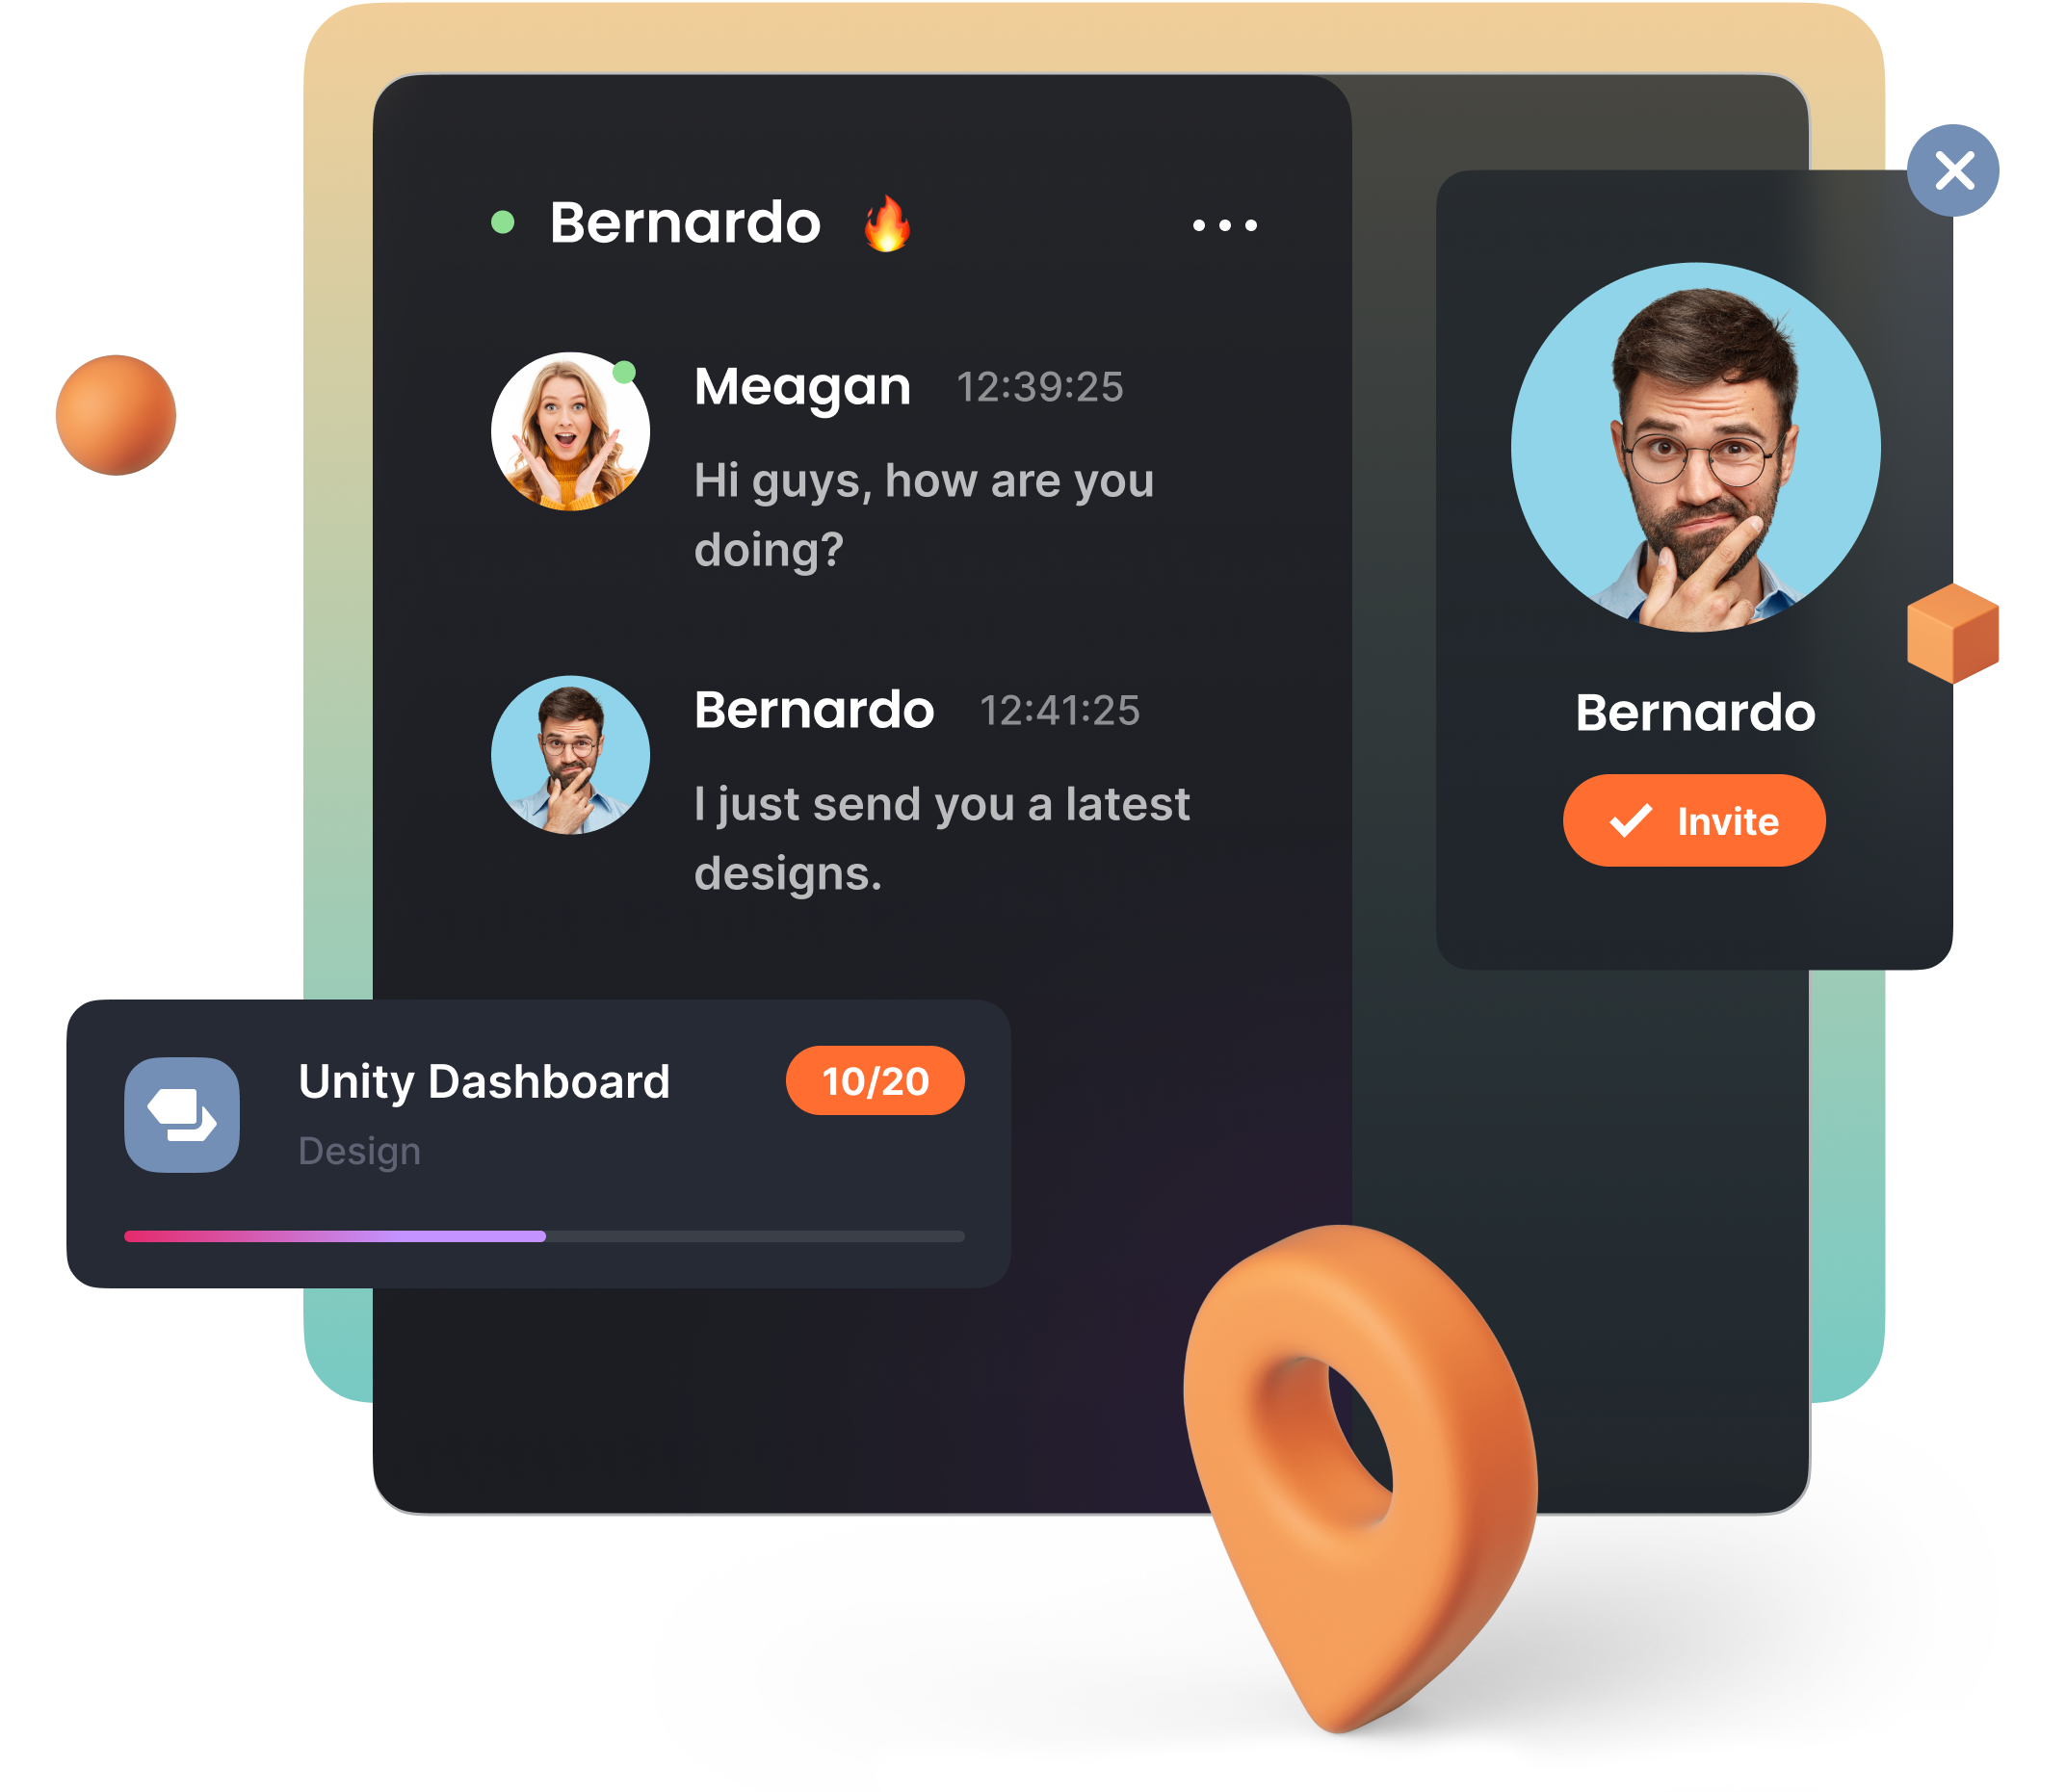 Bernardo 🔥
Meagan 12:39:25
Hi guys, how are you
doing?
Bernardo 12:41:25
I just send you a latest
designs.
Bernardo
Invite
Unity Dashboard 10/20
Design